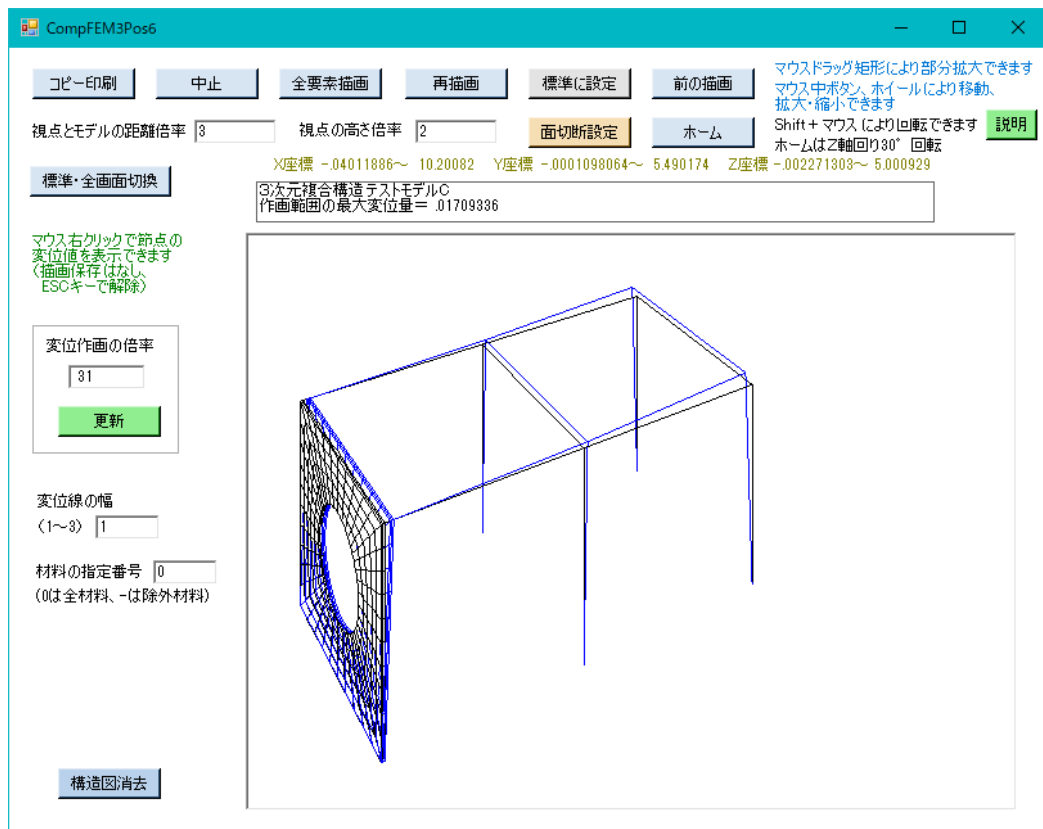 CompFEM3Pos6
コピー印刷 中止 全要素描画 再描画 標準に設定 前の描画
マウスドラッグ矩形により部分拡大できます
マウス中ボタン、ホイールにより移動、
拡大・縮小できます
視点とモデルの距離倍率 3 視点の高さ倍率 2 面切断設定 ホーム
Shift+マウスにより回転できます 説明
ホームはZ軸回り30°回転
X座標 -.04011886~ 10.20082 Y座標 -.0001098064~ 5.490174 Z座標 -.002271303~ 5.000929
標準・全画面切換
3次元複合構造テストモデルC
作画範囲の最大変位量= .01709336
マウス右クリックで節点の
変位値を表示できます
(描画保存はなし、
ESCキーで解除)
変位作画の倍率
31
更新
変位線の幅
(1~3) 1
材料の指定番号 0
(0は全材料、-は除外材料)
構造図消去